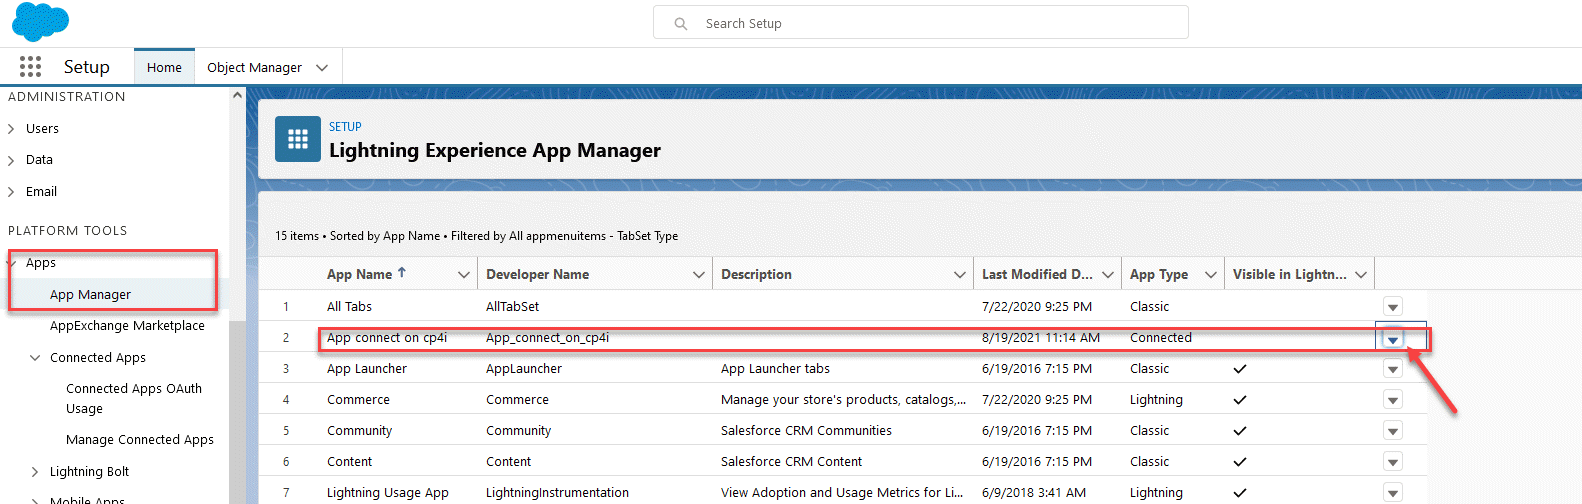 Search Setup
Setup Home Object Manager
ADMINISTRATION
Users
Data
Email
PLATFORM TOOLS
Apps
App Manager
AppExchange Marketplace
Connected Apps
Connected Apps OAuth
Usage
Manage Connected Apps
Lightning Bolt
Mobile Apps
SETUP
Lightning Experience App Manager
15 items • Sorted by App Name • Filtered by All appmenuitems - TabSet Type
App Name ↑ Developer Name Description Last Modified D... App Type Visible in Lightn...
1 All Tabs AllTabSet 7/22/2020 9:25 PM Classic
2 App connect on cp4i App_connect_on_cp4i 8/19/2021 11:14 AM Connected
3 App Launcher AppLauncher App Launcher tabs 6/19/2016 7:15 PM Classic ✓
4 Commerce Commerce Manage your store's products, catalogs,... 7/22/2020 9:25 PM Lightning ✓
5 Community Community Salesforce CRM Communities 6/19/2016 7:15 PM Classic ✓
6 Content Content Salesforce CRM Content 6/19/2016 7:15 PM Classic ✓
7 Lightning Usage App LightningInstrumentation View Adoption and Usage Metrics for Li... 6/9/2018 3:41 AM Lightning ✓